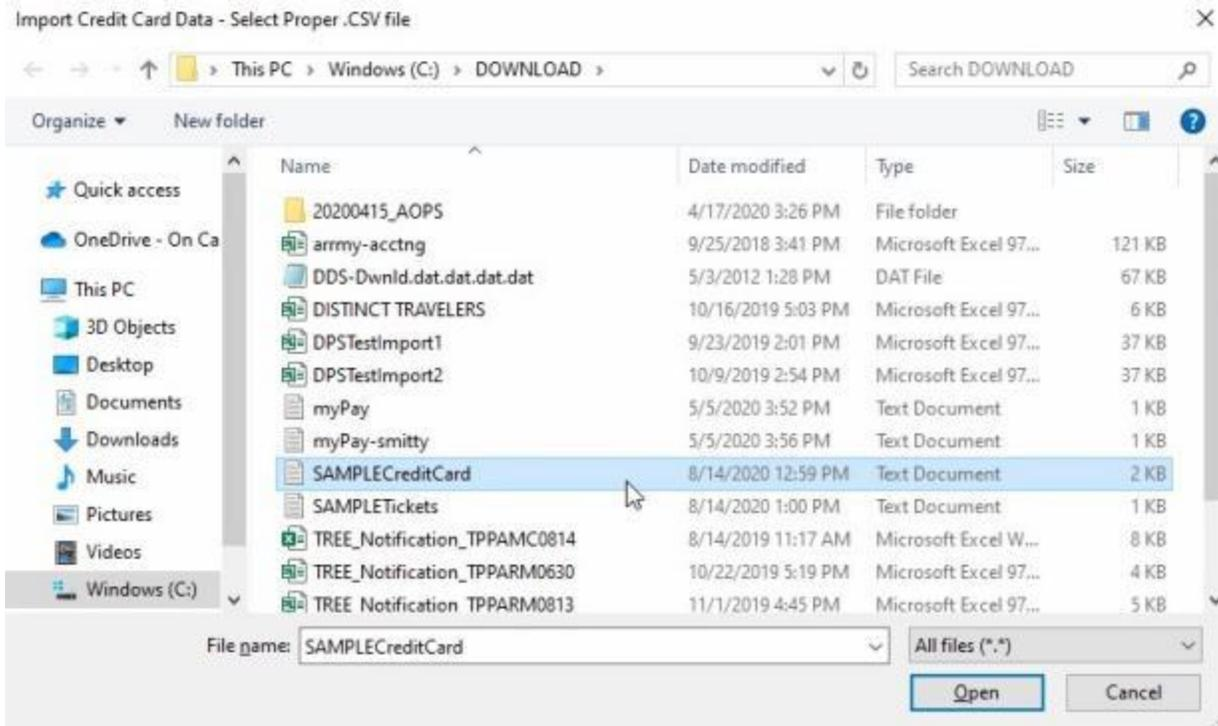 Import Credit Card Data - Select Proper .CSV file
This PC > Windows (C:) > DOWNLOAD >
Search DOWNLOAD
Organize New folder
Name Date modified Type Size
Quick access
OneDrive - On Ca
This PC
3D Objects
Desktop
Documents
Downloads
Music
Pictures
Videos
Windows (C:)
20200415_AOPS 4/17/2020 3:26 PM File folder
arrmy-acctng 9/25/2018 3:41 PM Microsoft Excel 97... 121 KB
DDS-Dwnld.dat.dat.dat.dat 5/3/2012 1:28 PM DAT File 67 KB
DISTINCT TRAVELERS 10/16/2019 5:03 PM Microsoft Excel 97... 6 KB
DPSTestImport1 9/23/2019 2:01 PM Microsoft Excel 97... 37 KB
DPSTestImport2 10/9/2019 2:54 PM Microsoft Excel 97... 37 KB
myPay 5/5/2020 3:52 PM Text Document 1 KB
myPay-smitty 5/5/2020 3:56 PM Text Document 1 KB
SAMPLECreditCard 8/14/2020 12:59 PM Text Document 2 KB
SAMPLETickets 8/14/2020 1:00 PM Text Document 1 KB
TREE_Notification_TPPAMC0814 8/14/2019 11:17 AM Microsoft Excel W... 8 KB
TREE_Notification_TPPARM0630 10/22/2019 5:19 PM Microsoft Excel 97... 4 KB
TREE_Notification_TPPARM0813 11/1/2019 4:45 PM Microsoft Excel 97... 5 KB
File name: SAMPLECreditCard All files (*.*)
Open Cancel